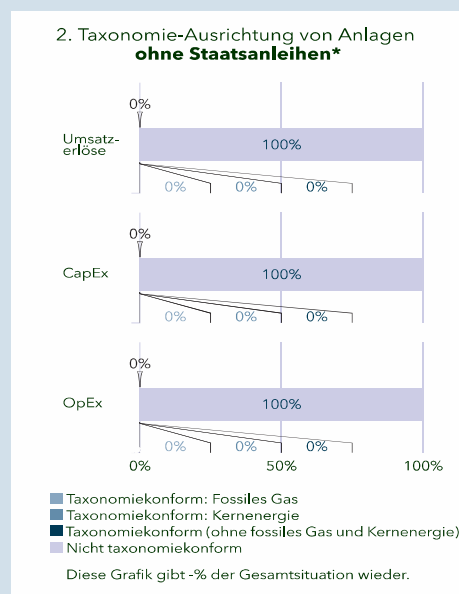 2. Taxonomie-Ausrichtung von Anlagen
ohne Staatsanleihen*
0%
Umsatz-
erlöse
100%
0% 0% 0%
0%
CapEx
100%
0% 0% 0%
0%
OpEx
100%
0% 0% 0%
0% 50% 100%
Taxonomiekonform: Fossiles Gas
Taxonomiekonform: Kernenergie
Taxonomiekonform (ohne fossiles Gas und Kernenergie)
Nicht taxonomiekonform
Diese Grafik gibt -% der Gesamtsituation wieder.